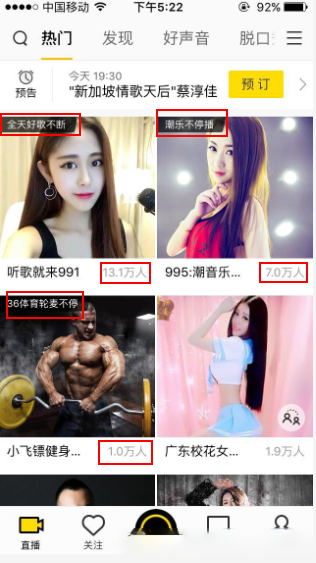 中国移动
下午5:22
92%
热门
发现
好声音
脱口
预告
今天 19:30
"新加坡情歌天后"蔡淳佳
预订
全天好歌不断
潮乐不停播
听歌就来991
13.1万人
995:潮音乐...
7.0万人
36体育轮麦不停
小飞镖健身...
1.0万人
广东校花女...
1.9万人
直播
关注